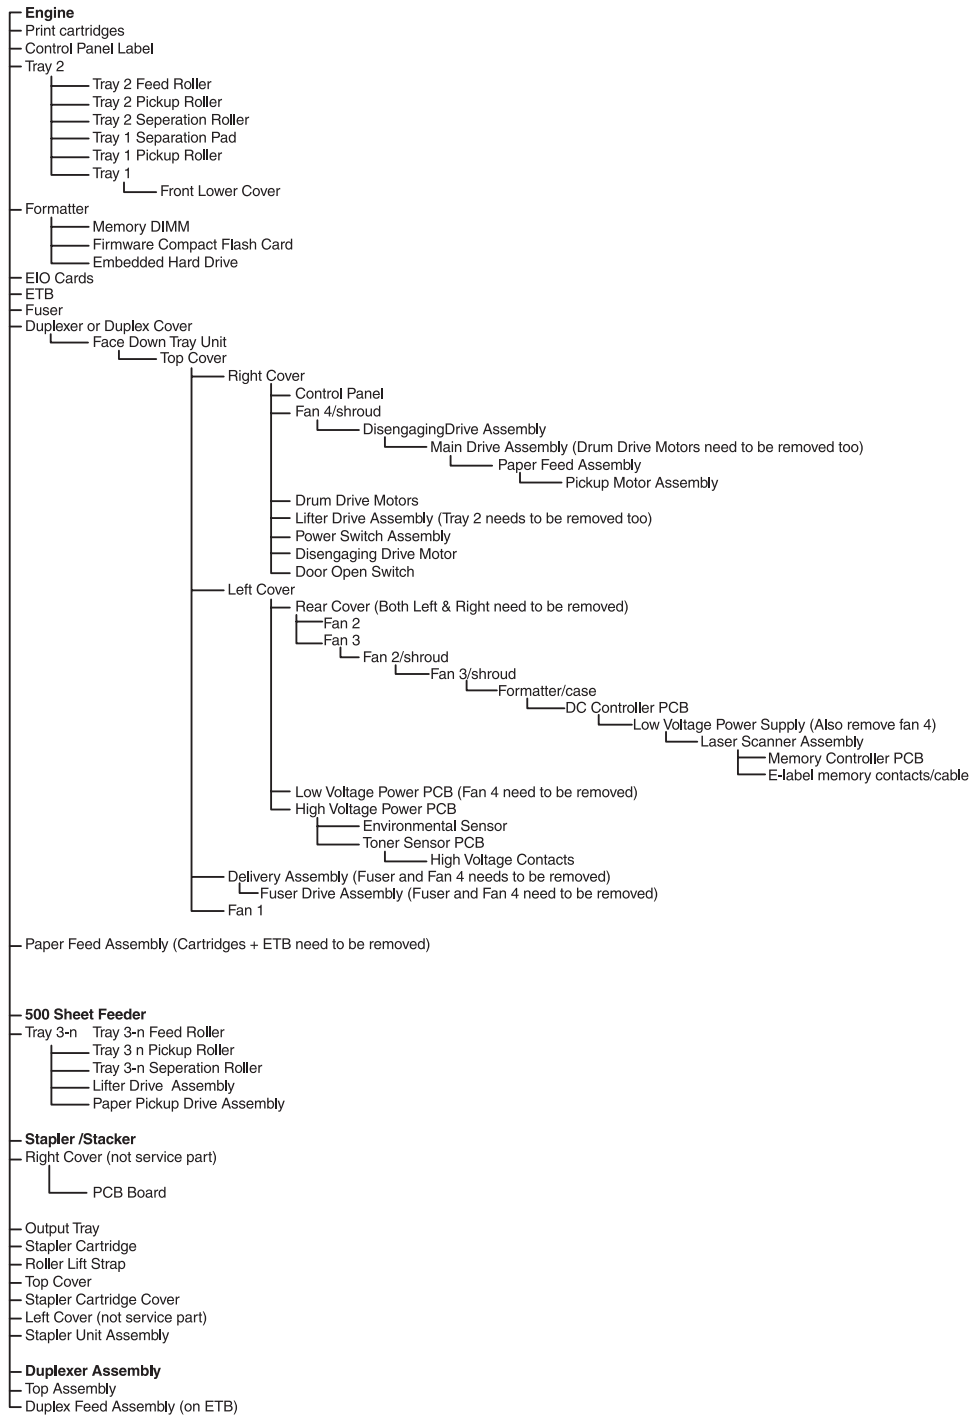 Engine
Print cartridges
Control Panel Label
Tray 2
Tray 2 Feed Roller
Tray 2 Pickup Roller
Tray 2 Seperation Roller
Tray 1 Separation Pad
Tray 1 Pickup Roller
Tray 1
Front Lower Cover
Formatter
Memory DIMM
Firmware Compact Flash Card
Embedded Hard Drive
EIO Cards
ETB
Fuser
Duplexer or Duplex Cover
Face Down Tray Unit
Top Cover
Right Cover
Control Panel
Fan 4/shroud
DisengagingDrive Assembly
Main Drive Assembly (Drum Drive Motors need to be removed too)
Paper Feed Assembly
Pickup Motor Assembly
Drum Drive Motors
Lifter Drive Assembly (Tray 2 needs to be removed too)
Power Switch Assembly
Disengaging Drive Motor
Door Open Switch
Left Cover
Rear Cover (Both Left & Right need to be removed)
Fan 2
Fan 3
Fan 2/shroud
Fan 3/shroud
Formatter/case
DC Controller PCB
Low Voltage Power Supply (Also remove fan 4)
Laser Scanner Assembly
Memory Controller PCB
E-label memory contacts/cable
Low Voltage Power PCB (Fan 4 need to be removed)
High Voltage Power PCB
Environmental Sensor
Toner Sensor PCB
High Voltage Contacts
Delivery Assembly (Fuser and Fan 4 needs to be removed)
Fuser Drive Assembly (Fuser and Fan 4 need to be removed)
Fan 1
Paper Feed Assembly (Cartridges + ETB need to be removed)
500 Sheet Feeder
Tray 3-n Tray 3-n Feed Roller
Tray 3 n Pickup Roller
Tray 3-n Seperation Roller
Lifter Drive Assembly
Paper Pickup Drive Assembly
Stapler /Stacker
Right Cover (not service part)
PCB Board
Output Tray
Stapler Cartridge
Roller Lift Strap
Top Cover
Stapler Cartridge Cover
Left Cover (not service part)
Stapler Unit Assembly
Duplexer Assembly
Top Assembly
Duplex Feed Assembly (on ETB)